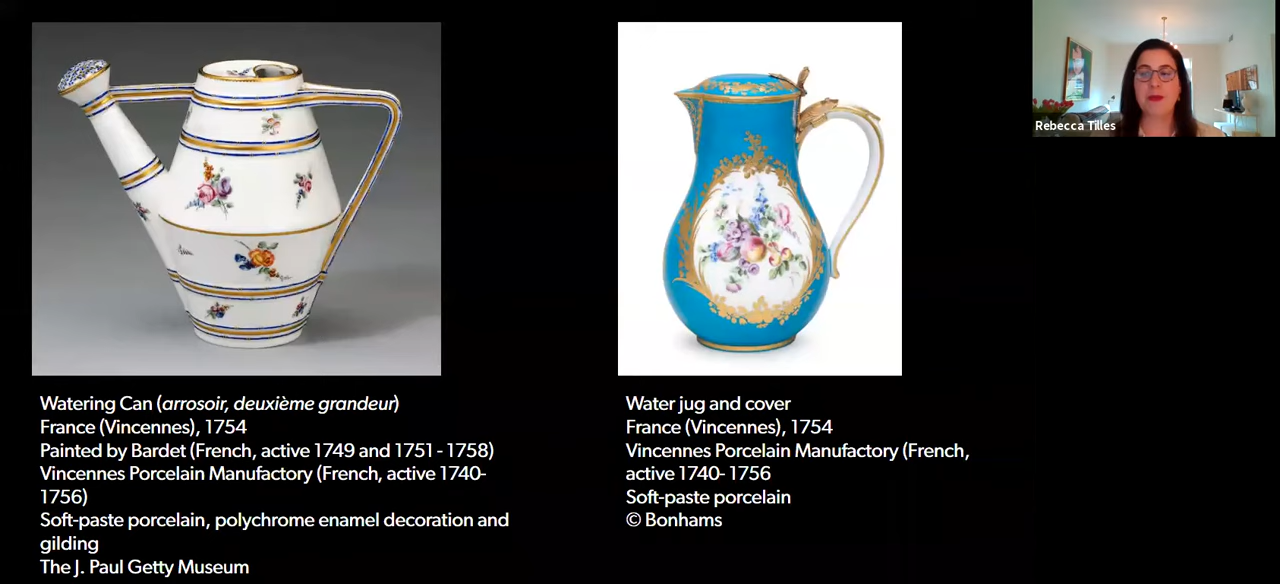 Rebecca Tilles
Watering Can (arrosoir, deuxième grandeur)
France (Vincennes), 1754
Painted by Bardet (French, active 1749 and 1751 - 1758)
Vincennes Porcelain Manufactory (French, active 1740-
1756)
Soft-paste porcelain, polychrome enamel decoration and
gilding
The J. Paul Getty Museum
Water jug and cover
France (Vincennes), 1754
Vincennes Porcelain Manufactory (French,
active 1740- 1756
Soft-paste porcelain
© Bonhams